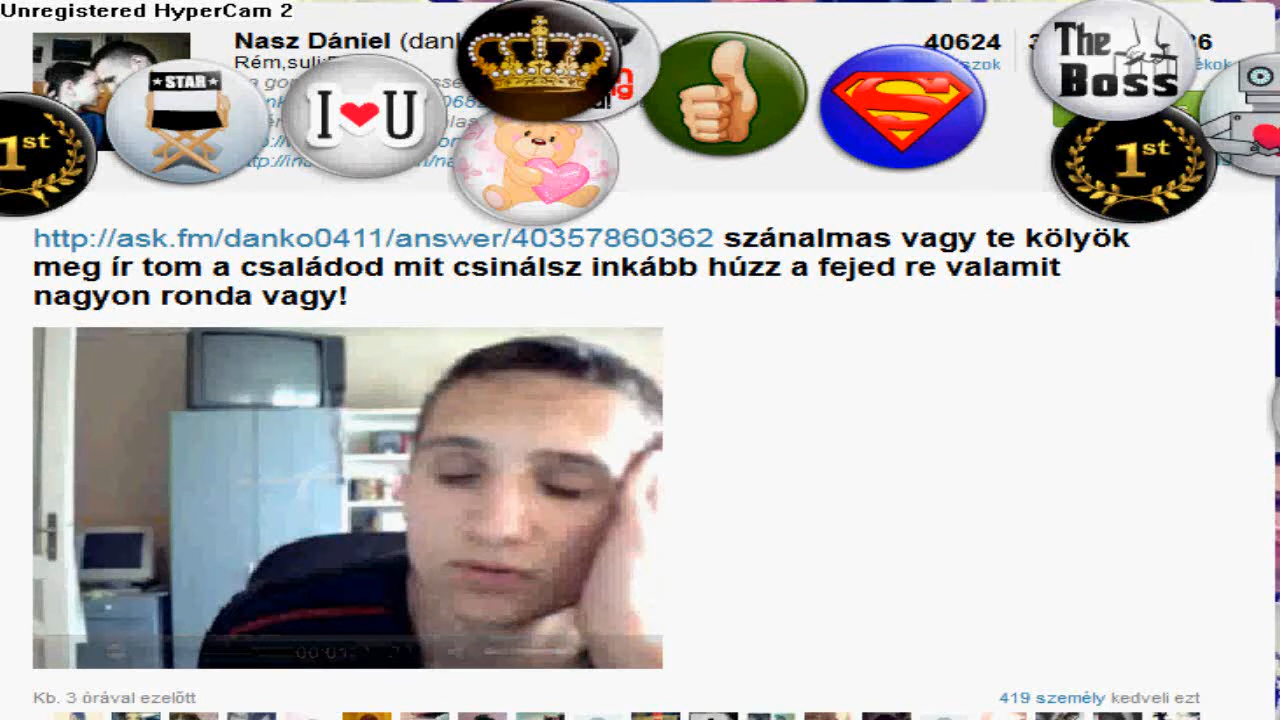 Unregistered HyperCam 2
Nasz Dániel
40624
The
Boss
STAR
I U
1st
1st
http://ask.fm/danko0411/answer/40357860362 szánalmas vagy te kölyök
meg ír tom a családod mit csinálsz inkább húzz a fejed re valamit
nagyon ronda vagy!
Kb. 3 órával ezelőtt
419 személy kedveli ezt